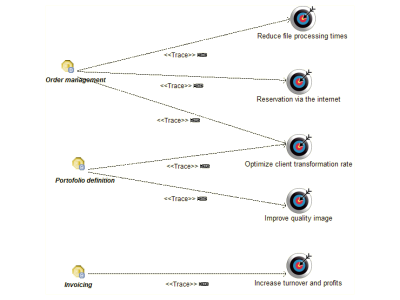 Reduce file processing times
<<Trace>>
Order management
<<Trace>>
Reservation via the internet
<<Trace>>
Optimize client transformation rate
<<Trace>>
Portofolio definition
<<Trace>>
Improve quality image
Invoicing
<<Trace>>
Increase turnover and profits